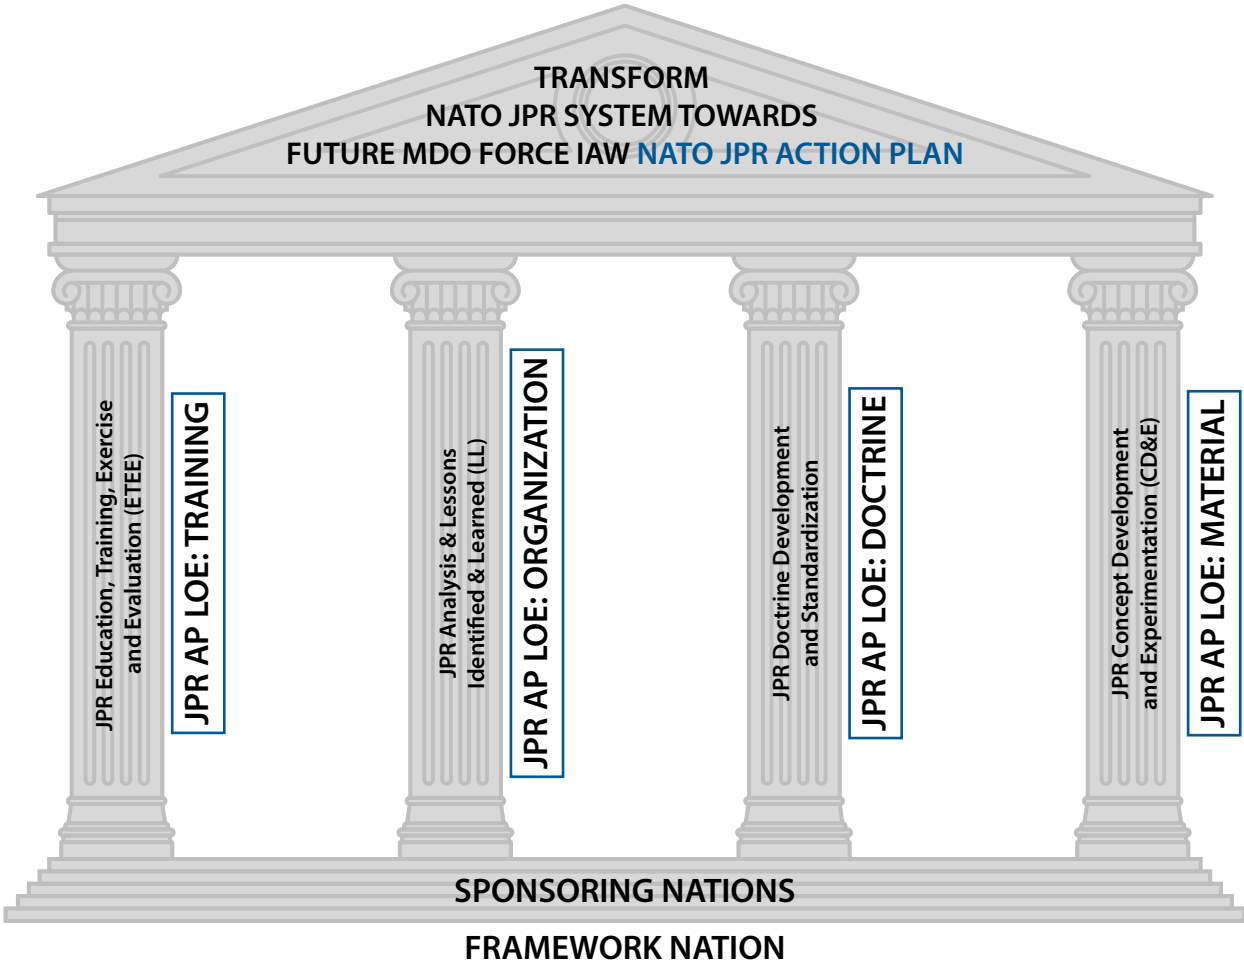 TRANSFORM
NATO JPR SYSTEM TOWARDS
FUTURE MDO FORCE IAW NATO JPR ACTION PLAN
JPR Education, Training, Exercise
and Evaluation (ETEE)
JPR AP LOE: TRAINING
JPR Analysis & Lessons
Identified & Learned (LL)
JPR AP LOE: ORGANIZATION
JPR Doctrine Development
and Standardization
JPR AP LOE: DOCTRINE
JPR Concept Development
and Experimentation (CD&E)
JPR AP LOE: MATERIAL
SPONSORING NATIONS
FRAMEWORK NATION